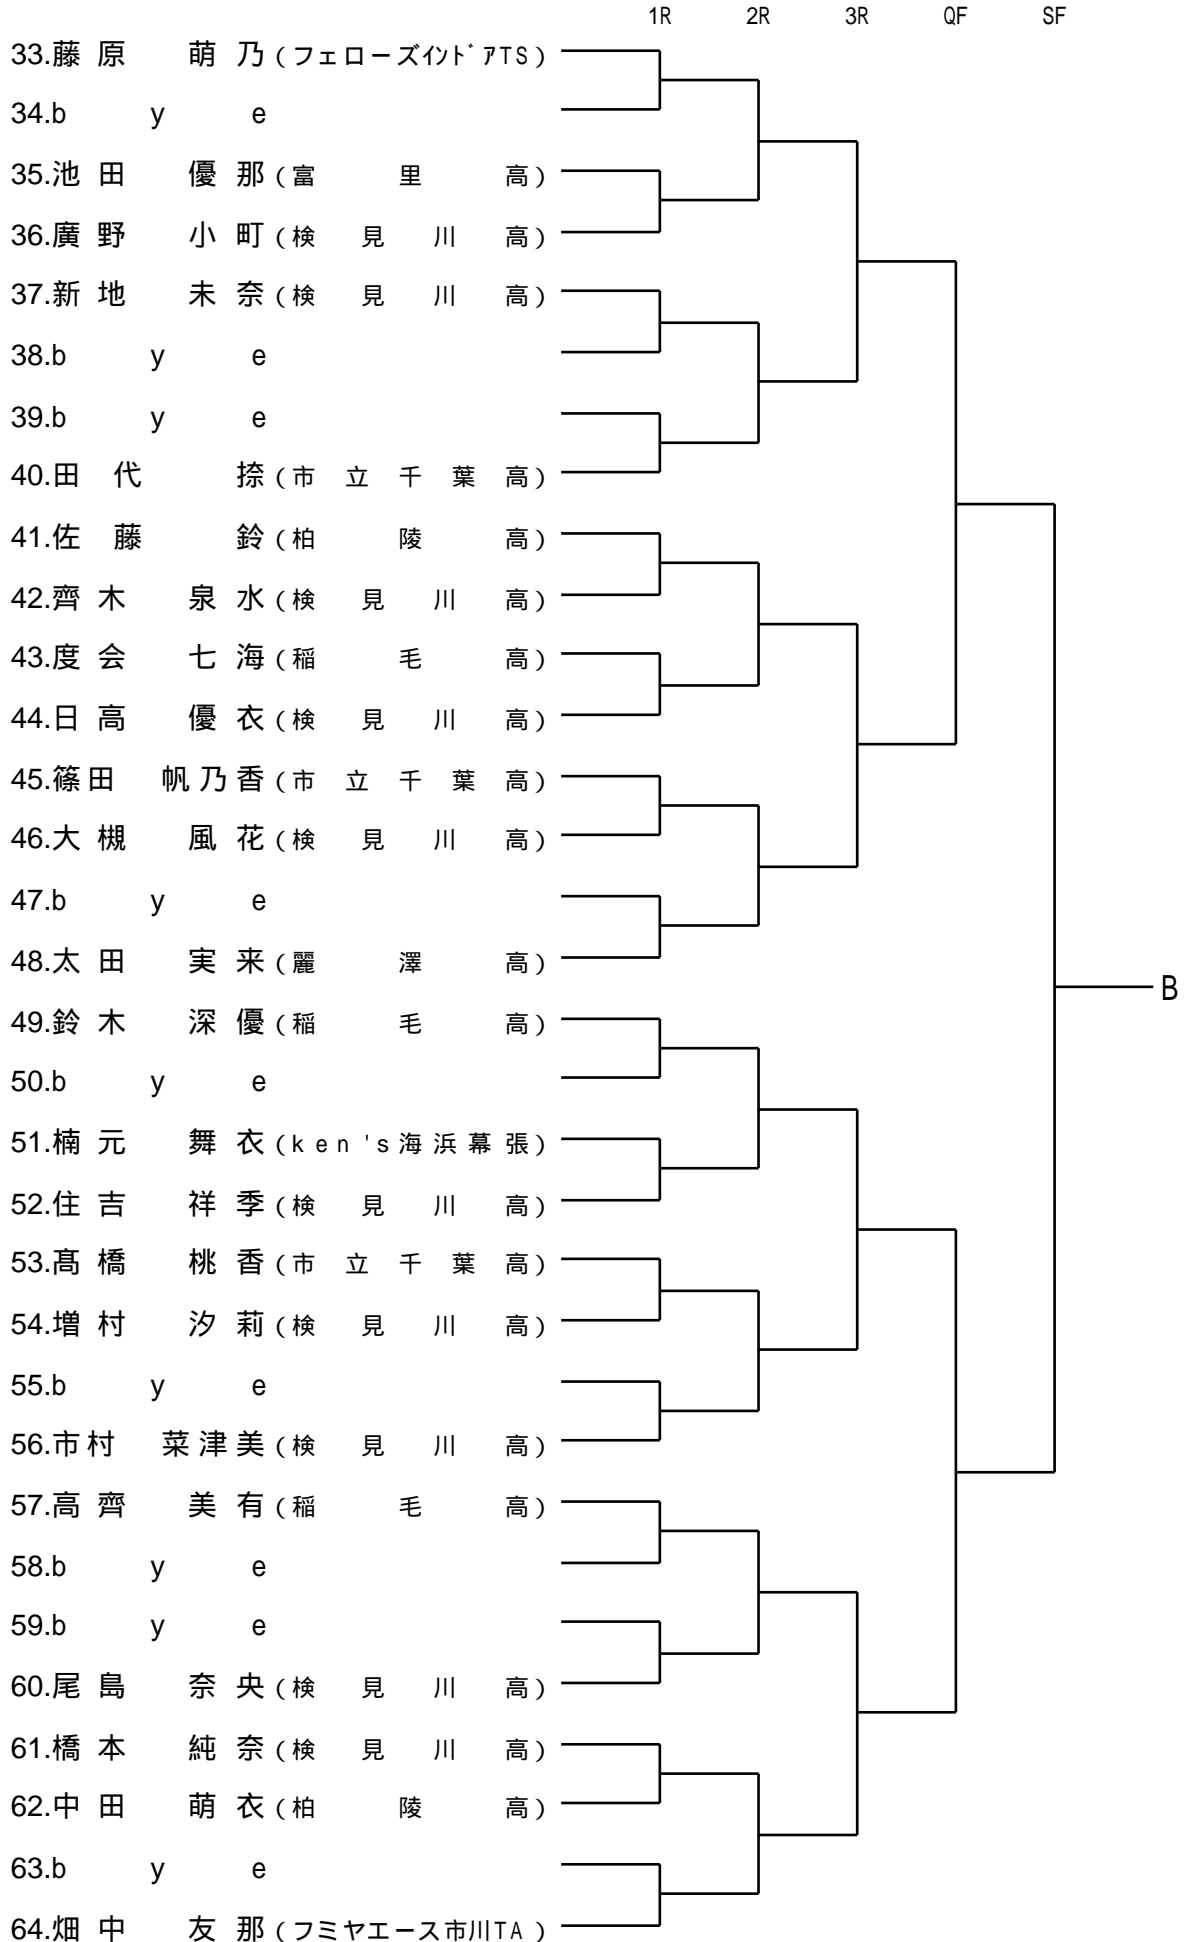 1R 2R 3R QF SF
33.藤原 萌乃(フェローズインドアTS)
34.b y e
35.池田 優那(富里高)
36.廣野 小町(検見川高)
37.新地 未奈(検見川高)
38.b y e
39.b y e
40.田代 捺(市立千葉高)
41.佐藤 鈴(柏陵高)
42.齊木 泉水(検見川高)
43.度会 七海(稲毛高)
44.日高 優衣(検見川高)
45.篠田 帆乃香(市立千葉高)
46.大槻 風花(検見川高)
47.b y e
48.太田 実来(麗澤高)
B
49.鈴木 深優(稲毛高)
50.b y e
51.楠元 舞衣(ken's海浜幕張)
52.住吉 祥季(検見川高)
53.髙橋 桃香(市立千葉高)
54.増村 汐莉(検見川高)
55.b y e
56.市村 菜津美(検見川高)
57.高齊 美有(稲毛高)
58.b y e
59.b y e
60.尾島 奈央(検見川高)
61.橋本 純奈(検見川高)
62.中田 萌衣(柏陵高)
63.b y e
64.畑中 友那(フミヤエース市川TA)